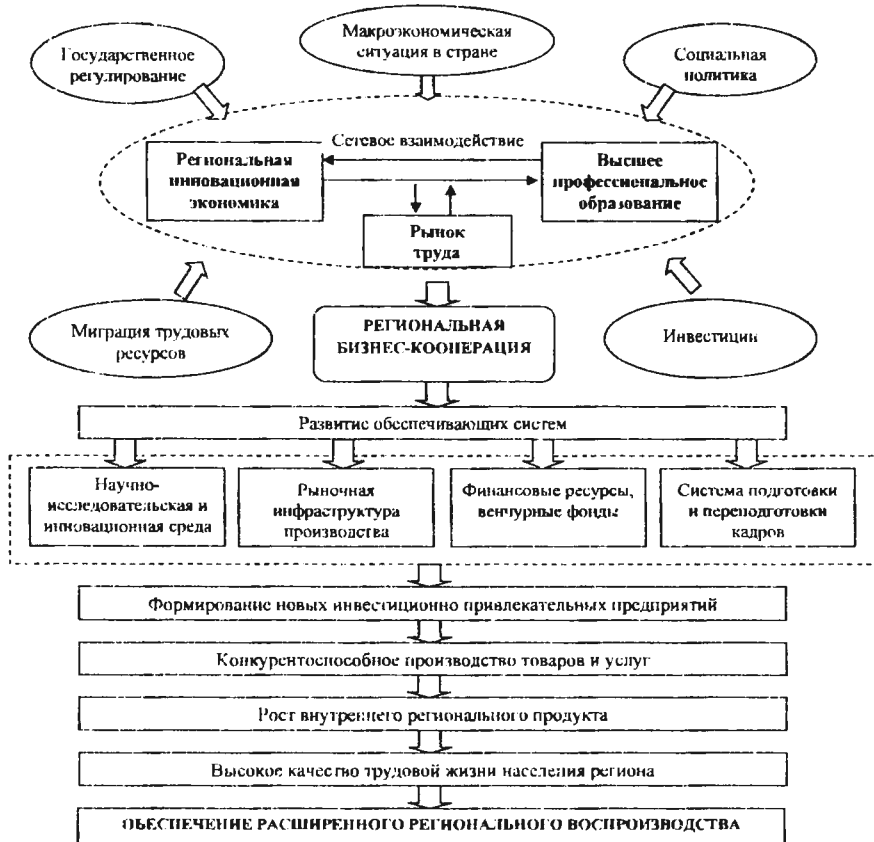 Государственное
регулирование
Макроэкономическая
ситуация в стране
Социальная
политика
Сетевое взаимодействие
Региональная
инновационная
экономика
Высшее
профессиональное
образование
Рынок
труда
Миграция трудовых
ресурсов
РЕГИОНАЛЬНАЯ
БИЗНЕС-КООПЕРАЦИЯ
Инвестиции
Развитие обеспечивающих систем
Научно-
исследовательская и
инновационная среда
Рыночная
инфраструктура
производства
Финансовые ресурсы,
венчурные фонды
Система подготовки
и переподготовки
кадров
Формирование новых инвестиционно привлекательных предприятий
Конкурентоспособное производство товаров и услуг
Рост внутреннего регионального продукта
Высокое качество трудовой жизни населения региона
ОБЕСПЕЧЕНИЕ РАСШИРЕННОГО РЕГИОНАЛЬНОГО ВОСПРОИЗВОДСТВА